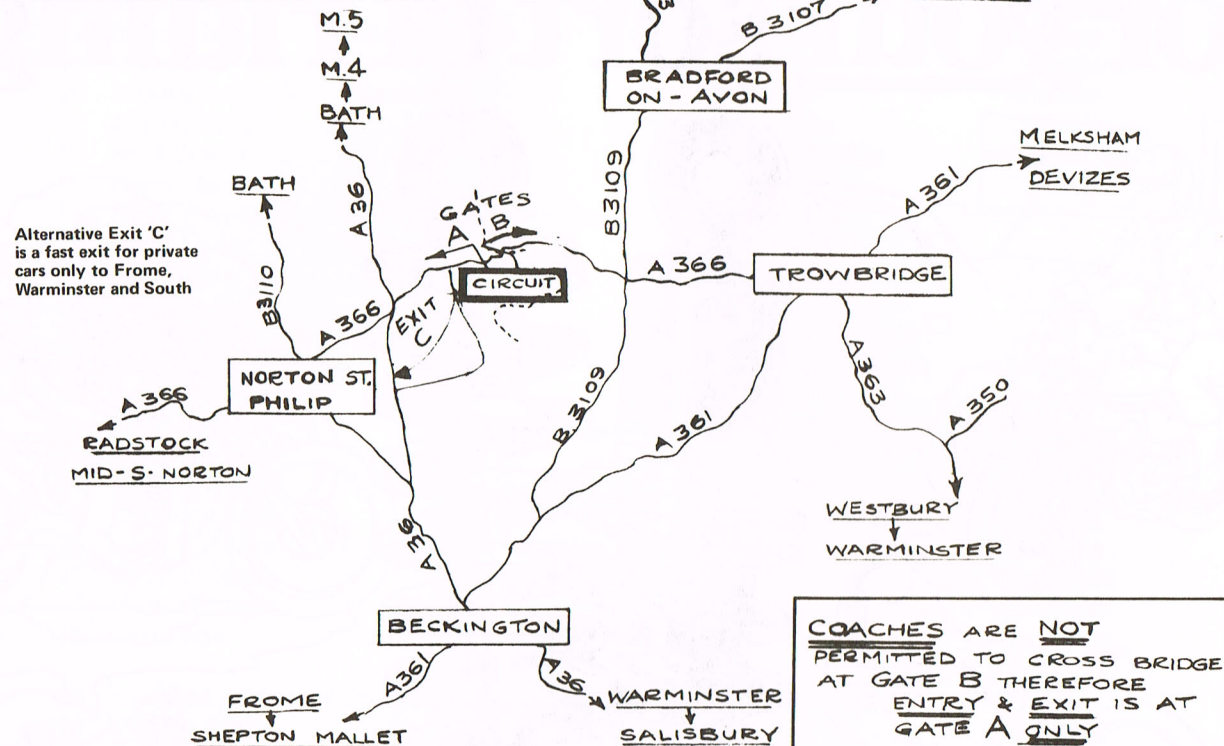 M.5
M.4
BATH
B 3107
BRADFORD
ON - AVON
MELKSHAM
DEVIZES
A 361
BATH
A 36
B3109
GATES
A B
Alternative Exit 'C'
is a fast exit for private
cars only to Frome,
Warminster and South
B3110
A 366
CIRCUIT
A 366
TROWBRIDGE
EXIT
C
NORTON ST.
PHILIP
A 366
RADSTOCK
MID-S. NORTON
B.3109
A 361
A363
A 350
WESTBURY
WARMINSTER
A 36
BECKINGTON
A361
A36
FROME
SHEPTON MALLET
WARMINSTER
SALISBURY
COACHES ARE NOT
PERMITTED TO CROSS BRIDGE
AT GATE B THEREFORE
ENTRY & EXIT IS AT
GATE A ONLY